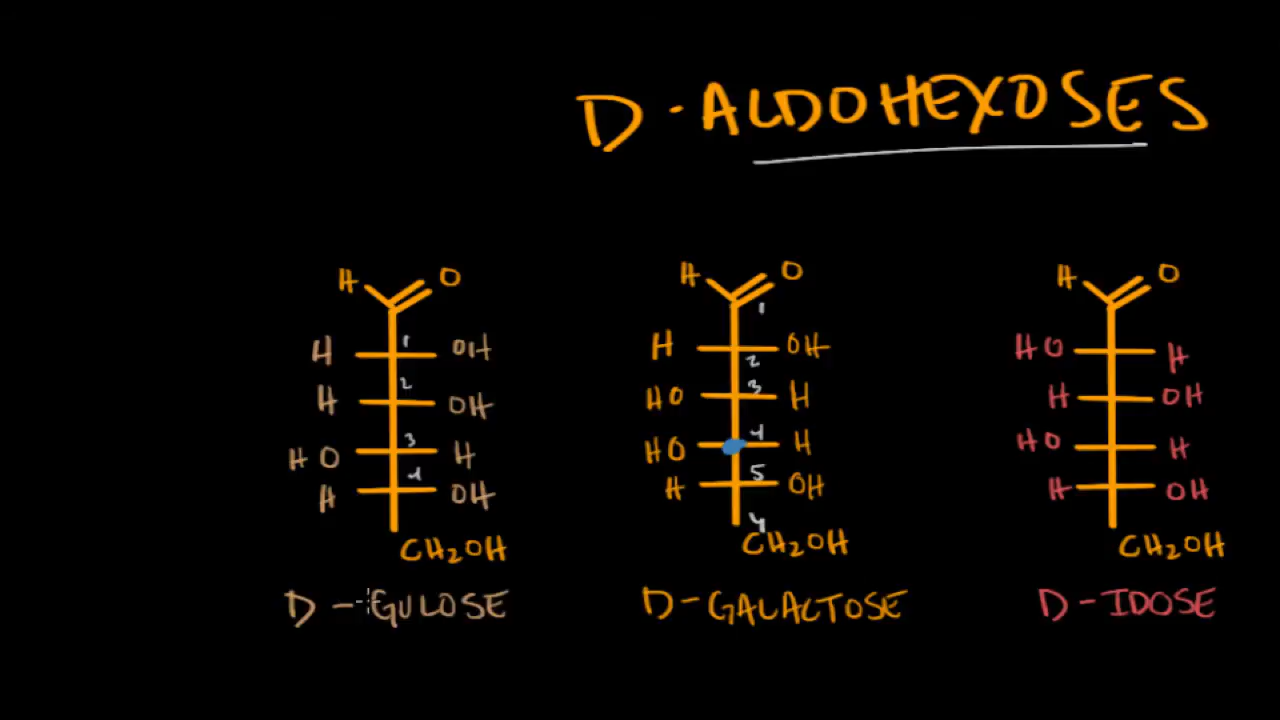 D-ALDOHEXOSES
H O H O H O
1 1
H OH H OH HO H
2 2
H OH HO 3 H H OH
3 4
HO H HO H HO H
4 5
H OH H OH H OH
4
CH2OH CH2OH CH2OH
D-GULOSE D-GALACTOSE D-IDOSE